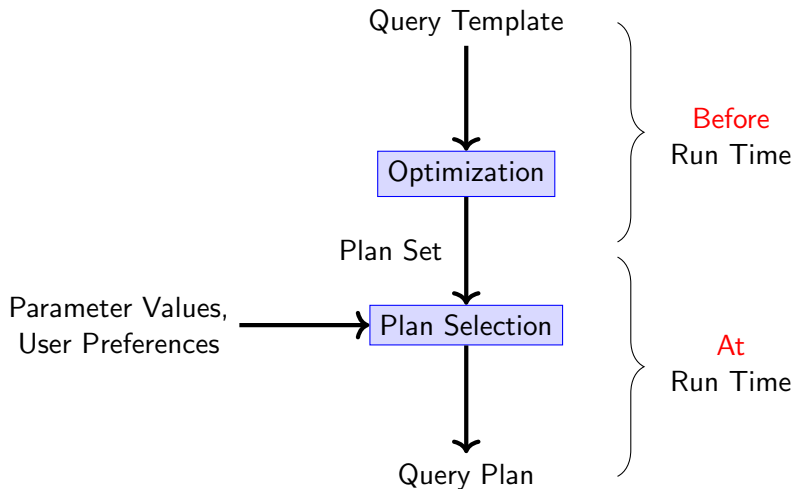 Query Template
Before
Run Time
Optimization
Plan Set
Parameter Values,
User Preferences
Plan Selection
At
Run Time
Query Plan